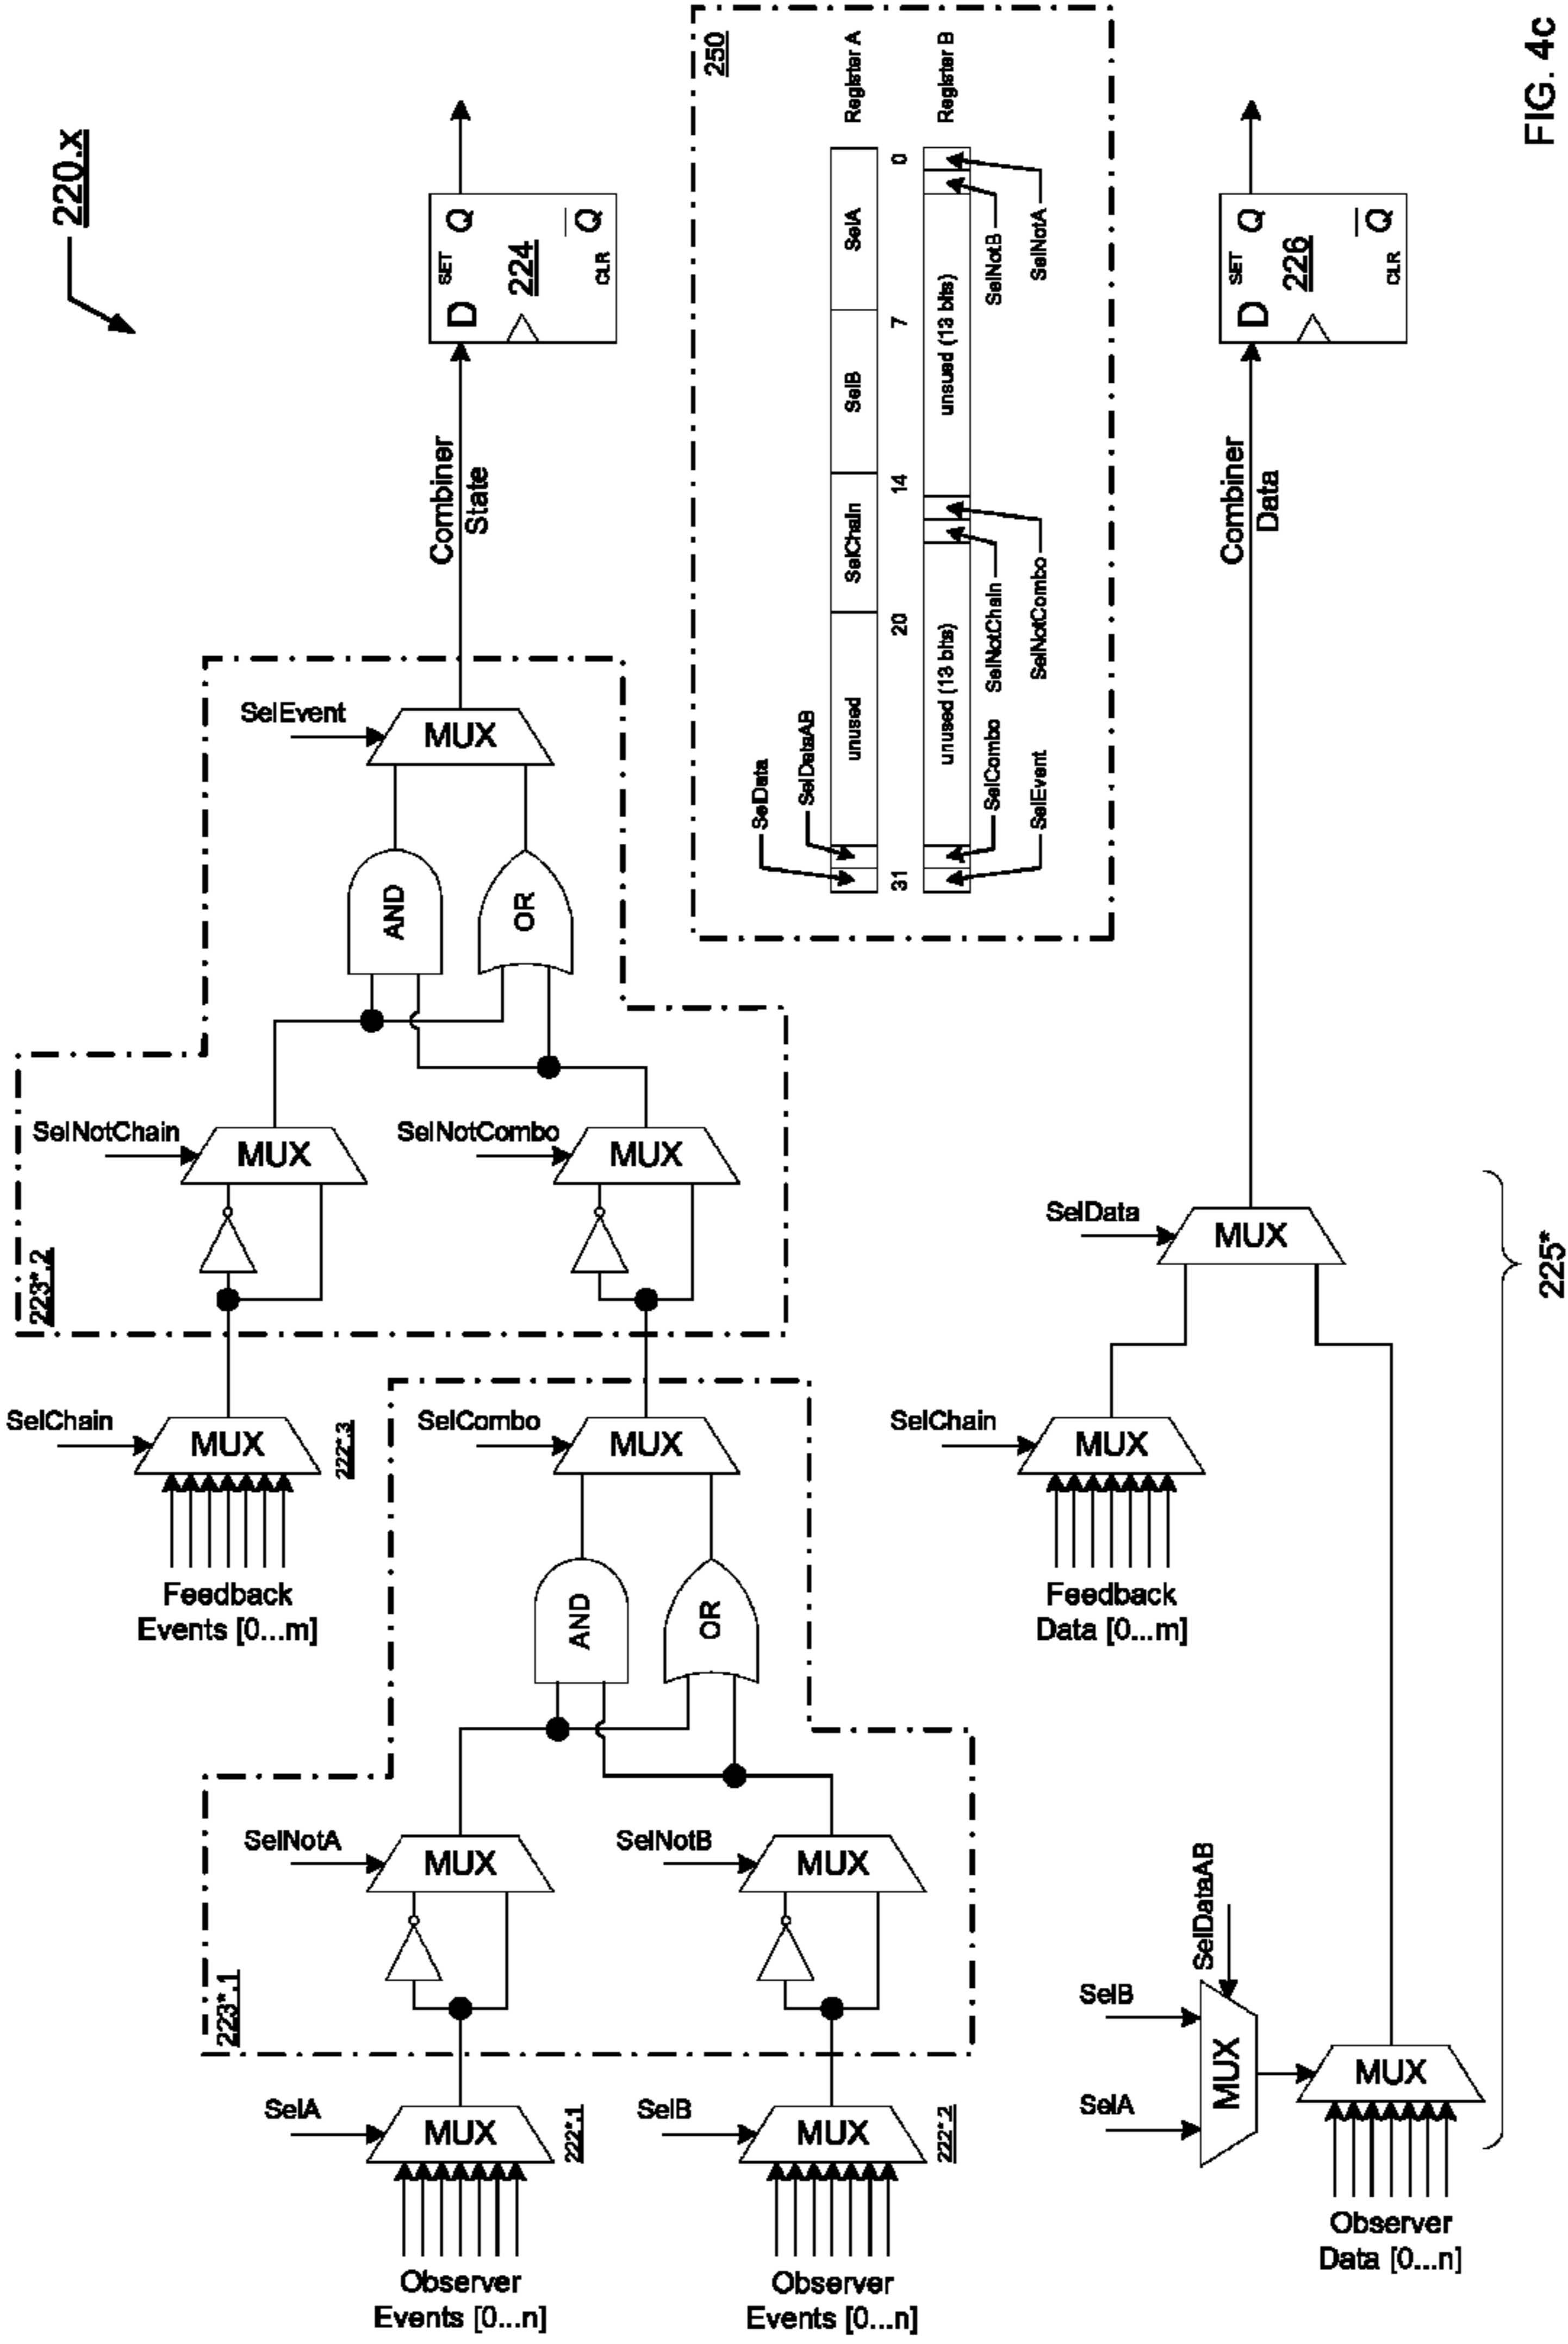 220.x
SelEvent
MUX
Combiner
State
D
SET
Q
224
CLR
Q
AND
OR
SelNotChain
MUX
SelNotCombo
MUX
223*.2
SelChain
MUX
222*.3
Feedback
Events [0...m]
SelCombo
MUX
AND
OR
SelNotA
MUX
SelNotB
MUX
223*.1
SelA
MUX
222*.1
SelB
MUX
222*.2
Observer
Events [0...n]
Observer
Events [0...n]
250
SelData
SelDataAB
unused
SelChain
SelB
SelA
Register A
31
20
14
7
0
unused (13 bits)
unsued (13 bits)
Register B
SelCombo
SelNotChain
SelNotB
SelEvent
SelNotCombo
SelNotA
Combiner
Data
D
SET
Q
226
CLR
Q
SelData
MUX
SelChain
MUX
Feedback
Data [0...m]
SelA
SelB
SelDataAB
MUX
MUX
Observer
Data [0...n]
225*
FIG. 4c